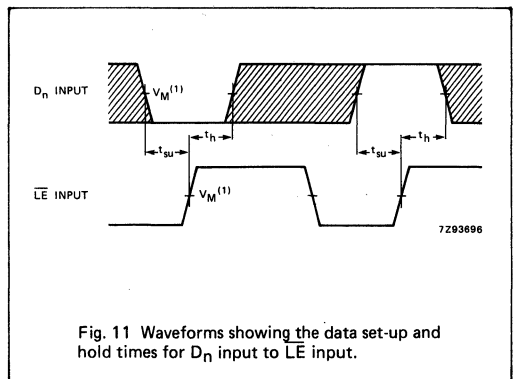 Dn INPUT
VM(1)
th
th
tsu
tsu
LE INPUT
VM(1)
7Z93696
Fig. 11 Waveforms showing the data set-up and
hold times for Dn input to LE input.